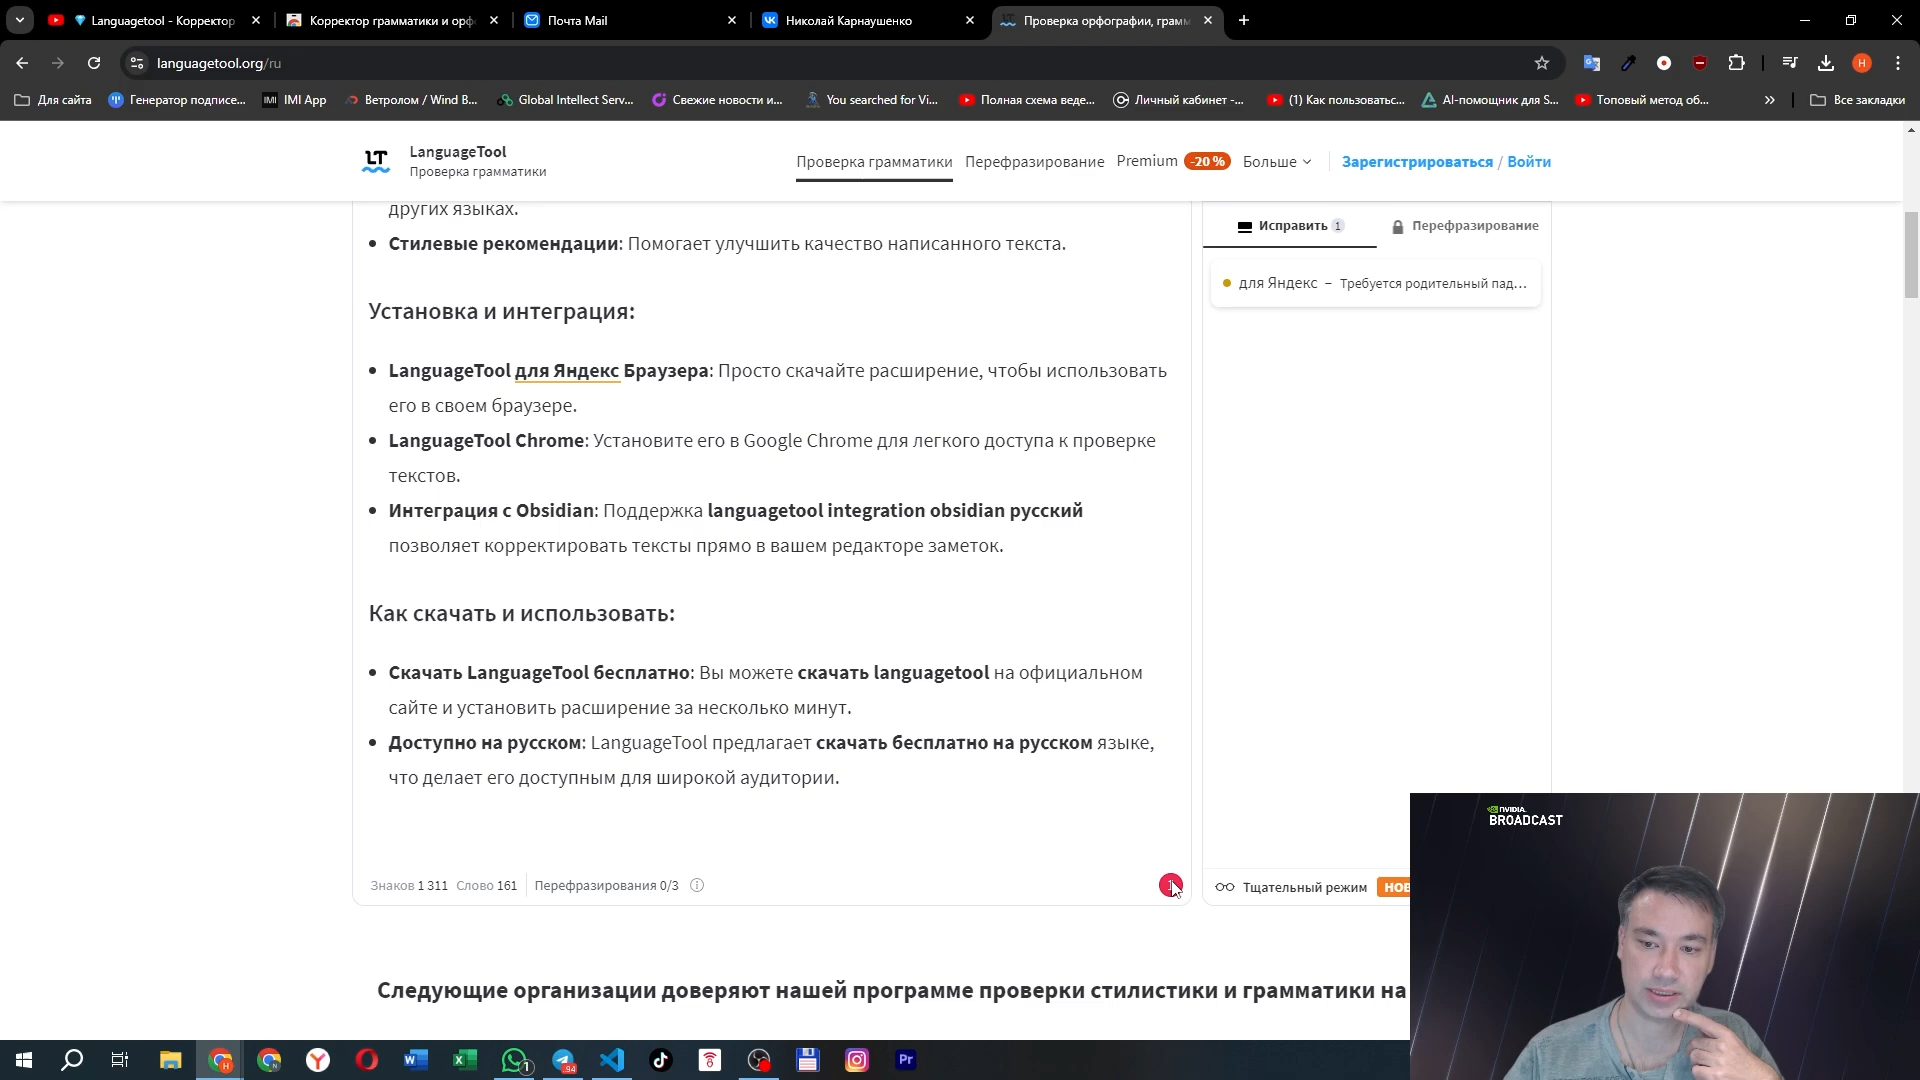 Languagetool - Корректор
Корректор грамматики и орфо
Почта Mail
Николай Карнаушенко
Проверка орфографии, грамм
languagetool.org/ru
Для сайта
Генератор подписе...
IMI App
Ветролом / Wind B...
Global Intellect Serv...
Свежие новости и...
You searched for Vi...
Полная схема веде...
Личный кабинет -...
(1) Как пользоватьс...
AI-помощник для S...
Топовый метод об...
Все закладки
LT
LanguageTool
Проверка грамматики
Проверка грамматики
Перефразирование
Premium -20 %
Больше
Зарегистрироваться / Войти
других языках.
Стилевые рекомендации: Помогает улучшить качество написанного текста.
Установка и интеграция:
LanguageTool для Яндекс Браузера: Просто скачайте расширение, чтобы использовать
его в своем браузере.
LanguageTool Chrome: Установите его в Google Chrome для легкого доступа к проверке
текстов.
Интеграция с Obsidian: Поддержка languagetool integration obsidian русский
позволяет корректировать тексты прямо в вашем редакторе заметок.
Как скачать и использовать:
Скачать LanguageTool бесплатно: Вы можете скачать languagetool на официальном
сайте и установить расширение за несколько минут.
Доступно на русском: LanguageTool предлагает скачать бесплатно на русском языке,
что делает его доступным для широкой аудитории.
Знаков 1 311 Слово 161 Перефразирования 0/3
Исправить 1
Перефразирование
для Яндекс – Требуется родительный пад...
Тщательный режим НОВ
Следующие организации доверяют нашей программе проверки стилистики и грамматики на
NVIDIA.
BROADCAST
1
94
Pr